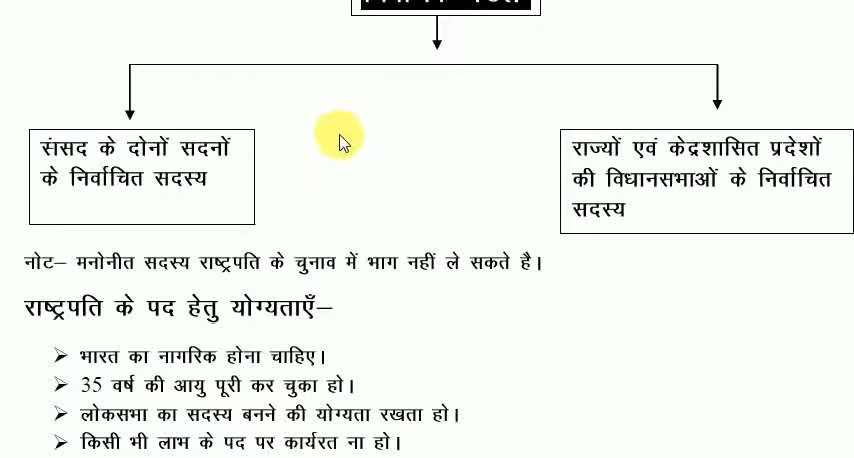 संसद के दोनों सदनों
के निर्वाचित सदस्य
राज्यों एवं केद्रशासित प्रदेशों
की विधानसभाओं के निर्वाचित
सदस्य
नोट– मनोनीत सदस्य राष्ट्रपति के चुनाव में भाग नहीं ले सकते है।
राष्ट्रपति के पद हेतु योग्यताएँ–
➢ भारत का नागरिक होना चाहिए।
➢ 35 वर्ष की आयु पूरी कर चुका हो।
➢ लोकसभा का सदस्य बनने की योग्यता रखता हो।
➢ किसी भी लाभ के पद पर कार्यरत ना हो।